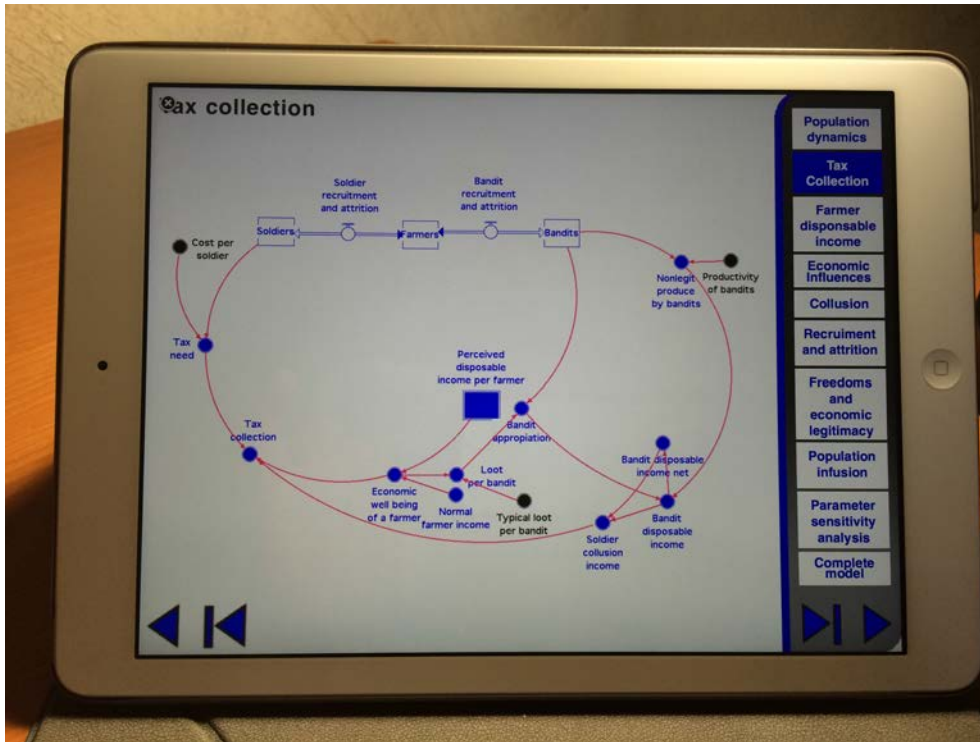 Tax collection
Soldier
recruitment
and attrition
Bandit
recruitment
and attrition
Soldiers
Farmers
Bandits
Cost per
soldier
Nonlegit
produce
by bandits
Productivity
of bandits
Tax
need
Perceived
disposable
income per farmer
Tax
collection
Bandit
appropiation
Economic
well being
of a farmer
Loot
per bandit
Normal
farmer income
Typical loot
per bandit
Bandit disposable
income net
Soldier
collusion
income
Bandit
disposable
income
Population
dynamics
Tax
Collection
Farmer
disponsable
income
Economic
Influences
Collusion
Recruiment
and attrition
Freedoms
and
economic
legitimacy
Population
infusion
Parameter
sensitivity
analysis
Complete
model